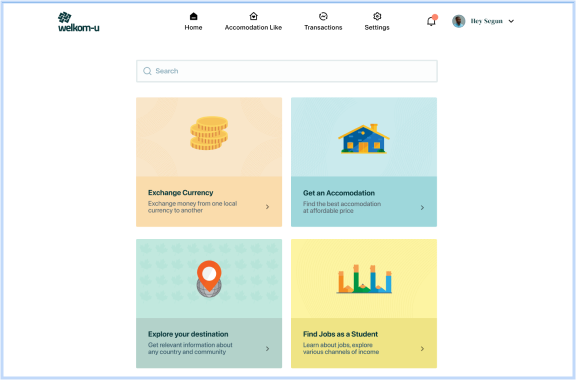 welkom-u
Home
Accomodation Like
Transactions
Settings
Hey Segun
Search
Exchange Currency
Exchange money from one local
currency to another
Get an Accomodation
Find the best accomodation
at affordable price
Explore your destination
Get relevant information about
any country and community
Find Jobs as a Student
Learn about jobs, explore
various channels of income